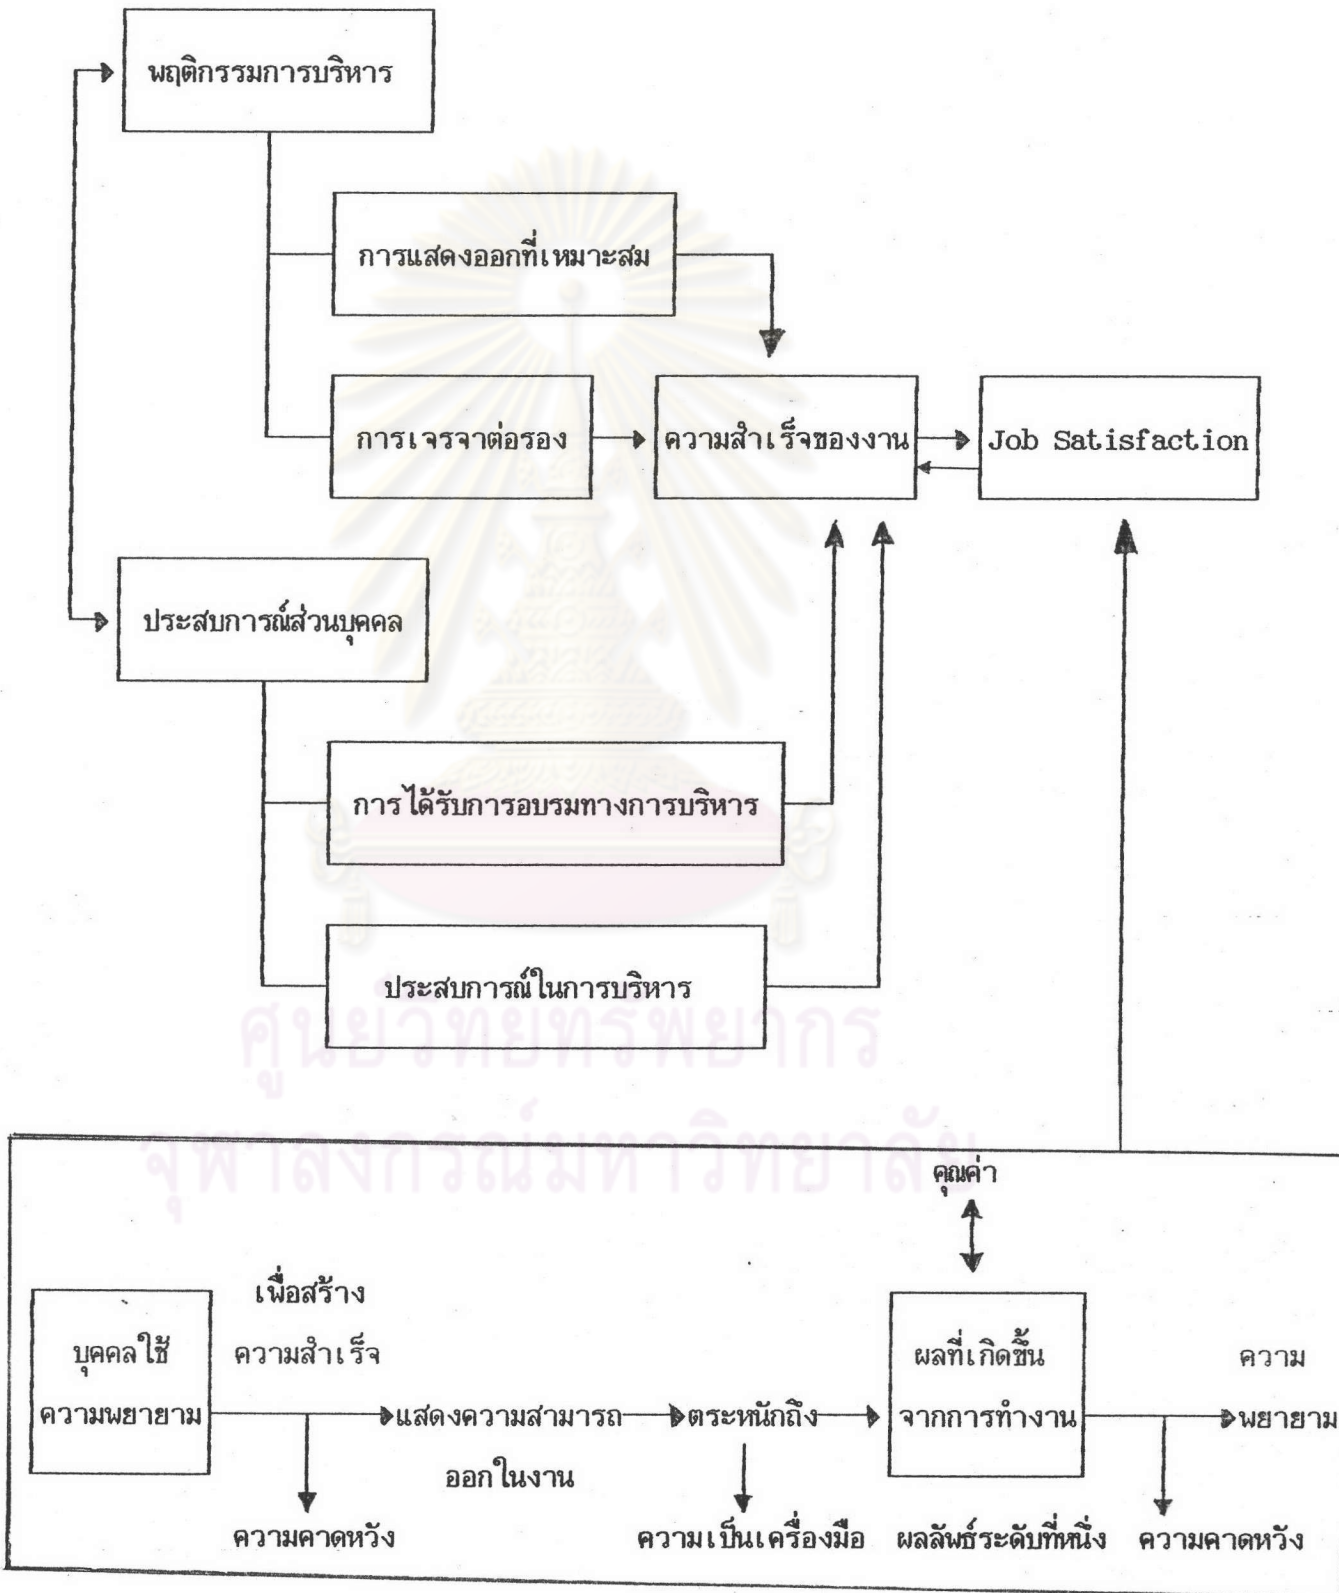 พฤติกรรมการบริหาร
การแสดงออกที่เหมาะสม
การเจรจาต่อรอง
ความสำเร็จของงาน
Job Satisfaction
ประสบการณ์ส่วนบุคคล
การได้รับการอบรมทางการบริหาร
ประสบการณ์ในการบริหาร
ศูนย์วิทยทรัพยากร
จุฬาลงกรณ์มหาวิทยาลัย
คุณค่า
บุคคลใช้
ความพยายาม
เพื่อสร้าง
ความสำเร็จ
ความคาดหวัง
แสดงความสามารถ
ออกในงาน
ตระหนักถึง
ความเป็นเครื่องมือ
ผลที่เกิดขึ้น
จากการทำงาน
ผลลัพธ์ระดับที่หนึ่ง
ความ
พยายาม
ความคาดหวัง